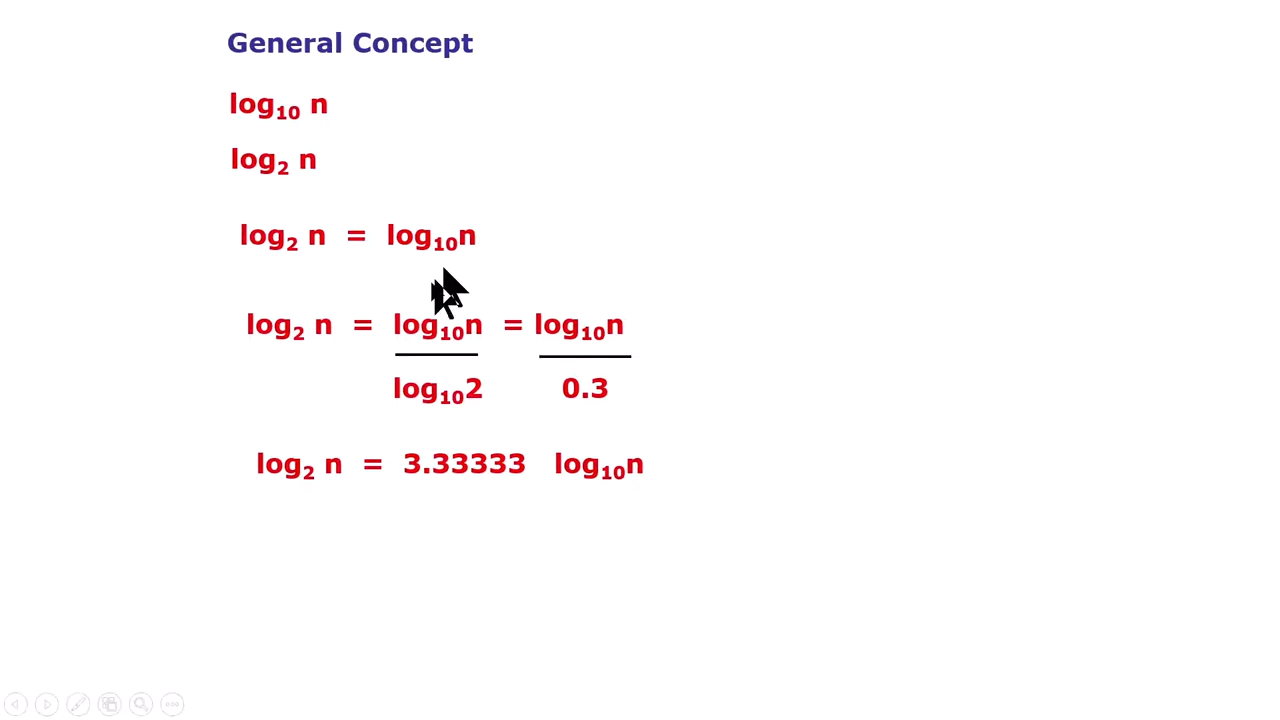 General Concept
log₁₀ n
log₂ n
log₂ n = log₁₀n
log₂ n = log₁₀n = log₁₀n
log₁₀2 0.3
log₂ n = 3.33333 log₁₀n